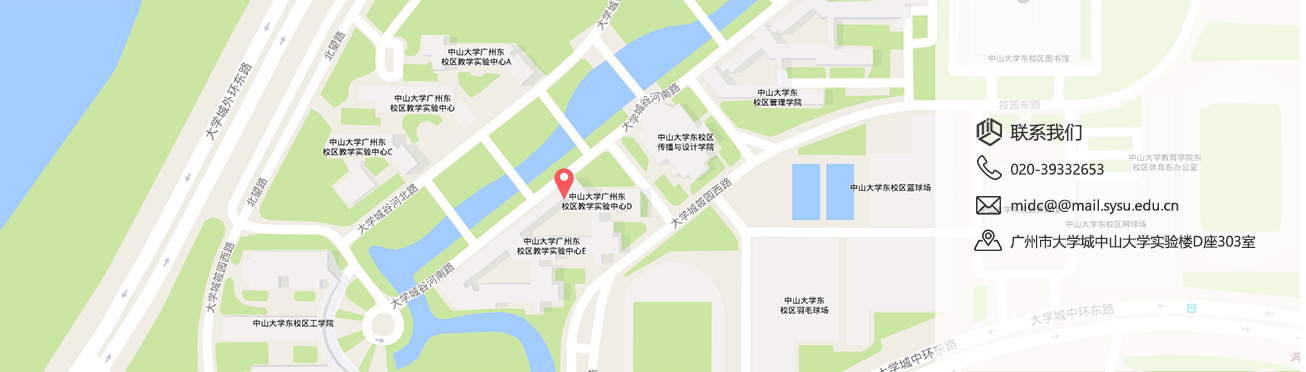 大学城
中山大学广州东
校区教学实验中心A
大学城外环东路
北望路
中山大学东校区图书馆
大学城谷河南路
中山大学东
校区管理学院
中山大学广州东
校区教学实验中心
筱园东路
联系我们
中山大学东校区
传播与设计学院
中山大学广州东
校区教学实验中心C
中山大学教育学院东
校区体育系办公室
020-39332653
北望路
大学城谷河北路
中山大学东校区篮球场
中山大学广州东
校区教学实验中心D
大学城筱园西路
midc@@mail.sysu.edu.cn
中山大学东校区网球场
中山大学广州东
校区教学实验中心E
广州市大学城中山大学实验楼D座303室
大学城筱园西路
大学城谷河南路
中山大学东
校区羽毛球场
中山大学东校区工学院
大学城中环东路
大学城中环东路
满